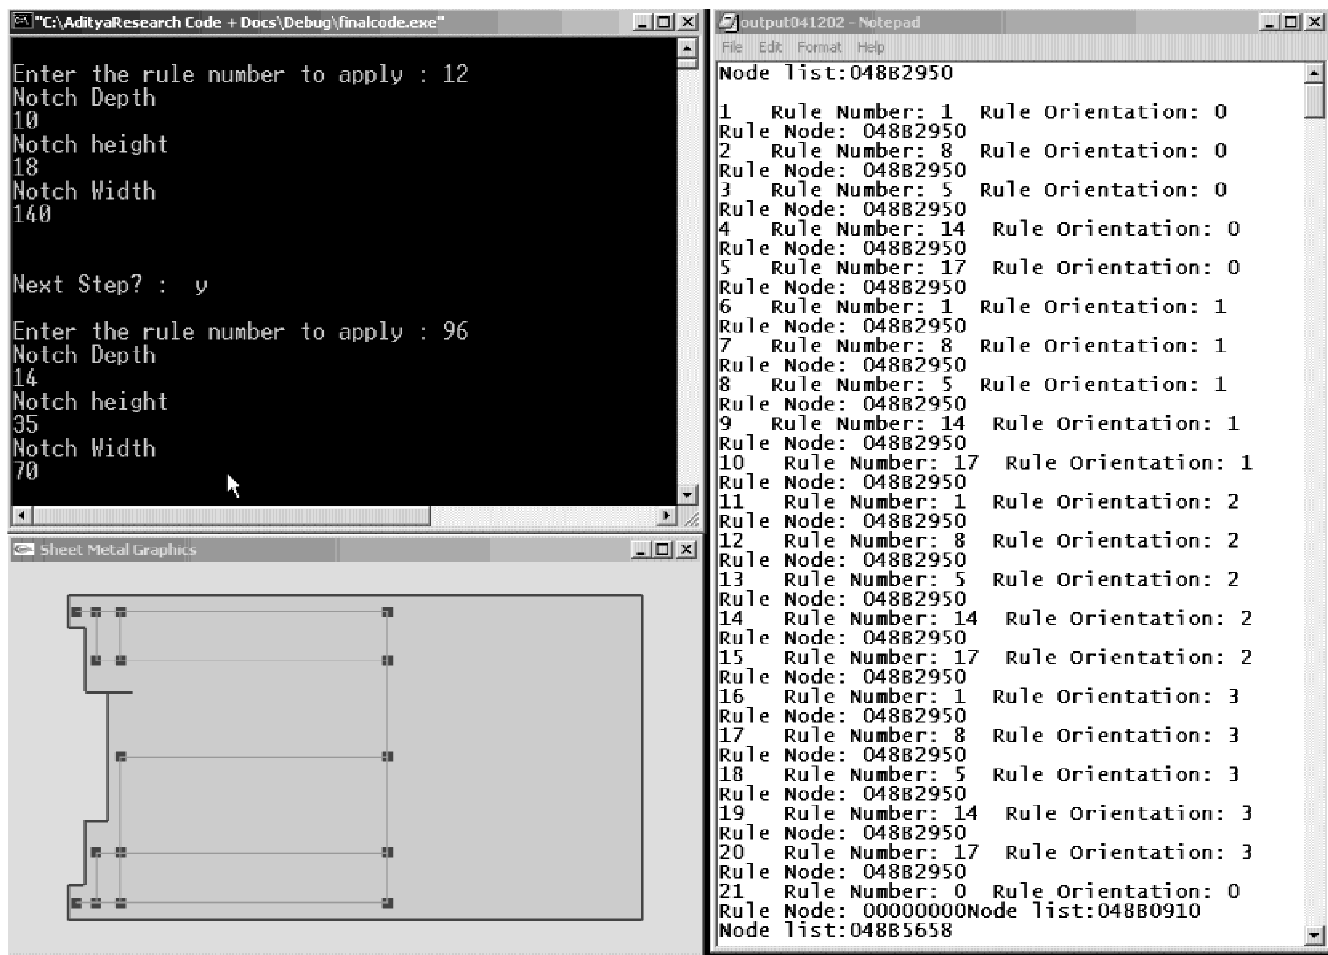 "C:\AdityaResearch Code + Docs\Debug\finalcode.exe"
Enter the rule number to apply : 12
Notch Depth
10
Notch height
18
Notch Width
140
Next Step? :  y
Enter the rule number to apply : 96
Notch Depth
14
Notch height
35
Notch Width
70
Sheet Metal Graphics
output041202 - Notepad
File Edit Format Help
Node list:048B2950
1 Rule Number: 1 Rule Orientation: 0
Rule Node: 048B2950
2 Rule Number: 8 Rule Orientation: 0
Rule Node: 048B2950
3 Rule Number: 5 Rule Orientation: 0
Rule Node: 048B2950
4 Rule Number: 14 Rule Orientation: 0
Rule Node: 048B2950
5 Rule Number: 17 Rule Orientation: 0
Rule Node: 048B2950
6 Rule Number: 1 Rule Orientation: 1
Rule Node: 048B2950
7 Rule Number: 8 Rule Orientation: 1
Rule Node: 048B2950
8 Rule Number: 5 Rule Orientation: 1
Rule Node: 048B2950
9 Rule Number: 14 Rule Orientation: 1
Rule Node: 048B2950
10 Rule Number: 17 Rule Orientation: 1
Rule Node: 048B2950
11 Rule Number: 1 Rule Orientation: 2
Rule Node: 048B2950
12 Rule Number: 8 Rule Orientation: 2
Rule Node: 048B2950
13 Rule Number: 5 Rule Orientation: 2
Rule Node: 048B2950
14 Rule Number: 14 Rule Orientation: 2
Rule Node: 048B2950
15 Rule Number: 17 Rule Orientation: 2
Rule Node: 048B2950
16 Rule Number: 1 Rule Orientation: 3
Rule Node: 048B2950
17 Rule Number: 8 Rule Orientation: 3
Rule Node: 048B2950
18 Rule Number: 5 Rule Orientation: 3
Rule Node: 048B2950
19 Rule Number: 14 Rule Orientation: 3
Rule Node: 048B2950
20 Rule Number: 17 Rule Orientation: 3
Rule Node: 048B2950
21 Rule Number: 0 Rule Orientation: 0
Rule Node: 00000000Node list:048B0910
Node list:048B5658